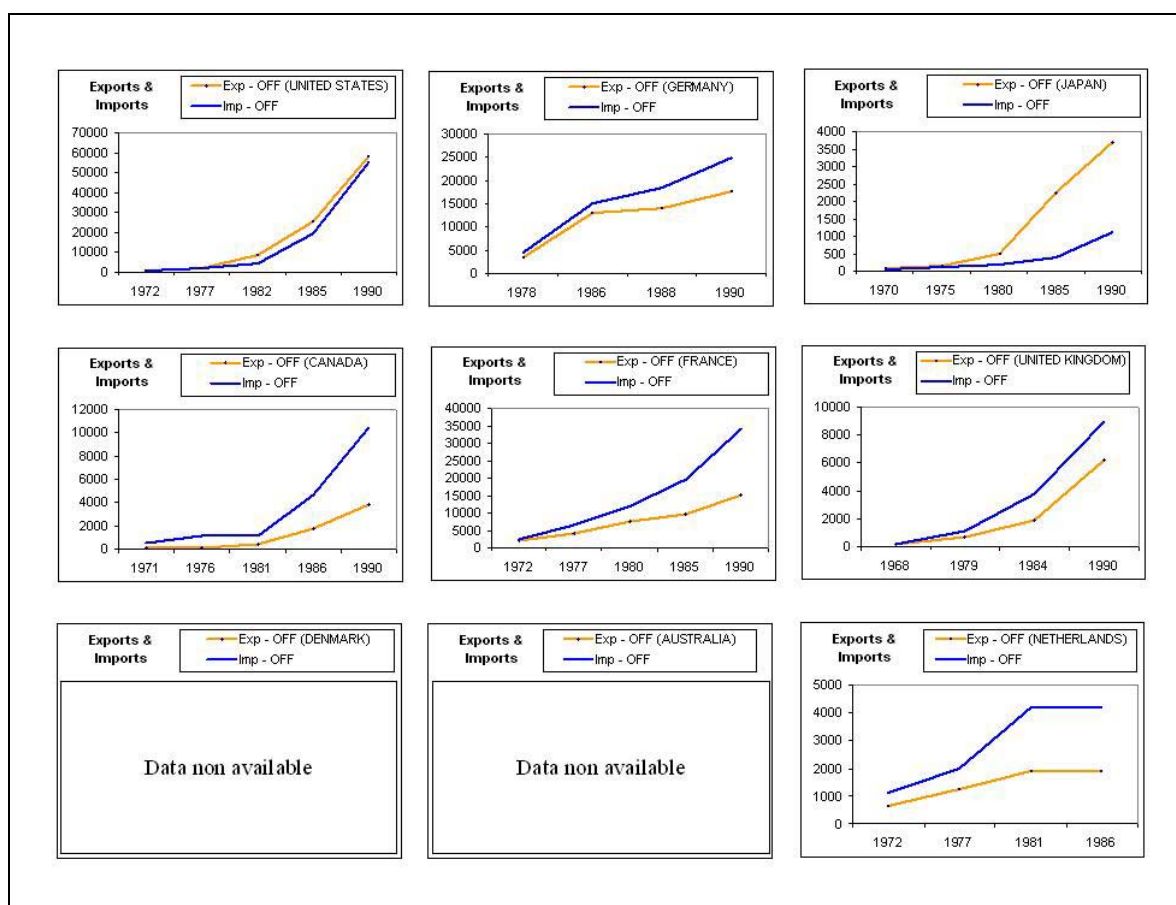 Exports &
Imports
Exp - OFF (UNITED STATES)
Imp - OFF
70000
60000
50000
40000
30000
20000
10000
0
1972 1977 1982 1985 1990
Exports &
Imports
Exp - OFF (GERMANY)
Imp - OFF
30000
25000
20000
15000
10000
5000
0
1978 1986 1988 1990
Exports &
Imports
Exp - OFF (JAPAN)
Imp - OFF
4000
3500
3000
2500
2000
1500
1000
500
0
1970 1975 1980 1985 1990
Exports &
Imports
Exp - OFF (CANADA)
Imp - OFF
12000
10000
8000
6000
4000
2000
0
1971 1976 1981 1986 1990
Exports &
Imports
Exp - OFF (FRANCE)
Imp - OFF
40000
35000
30000
25000
20000
15000
10000
5000
0
1972 1977 1980 1985 1990
Exports &
Imports
Exp - OFF (UNITED KINGDOM)
Imp - OFF
10000
8000
6000
4000
2000
0
1968 1979 1984 1990
Exports &
Imports
Exp - OFF (DENMARK)
Imp - OFF
Data non available
Exports &
Imports
Exp - OFF (AUSTRALIA)
Imp - OFF
Data non available
Exports &
Imports
Exp - OFF (NETHERLANDS)
Imp - OFF
5000
4000
3000
2000
1000
0
1972 1977 1981 1986